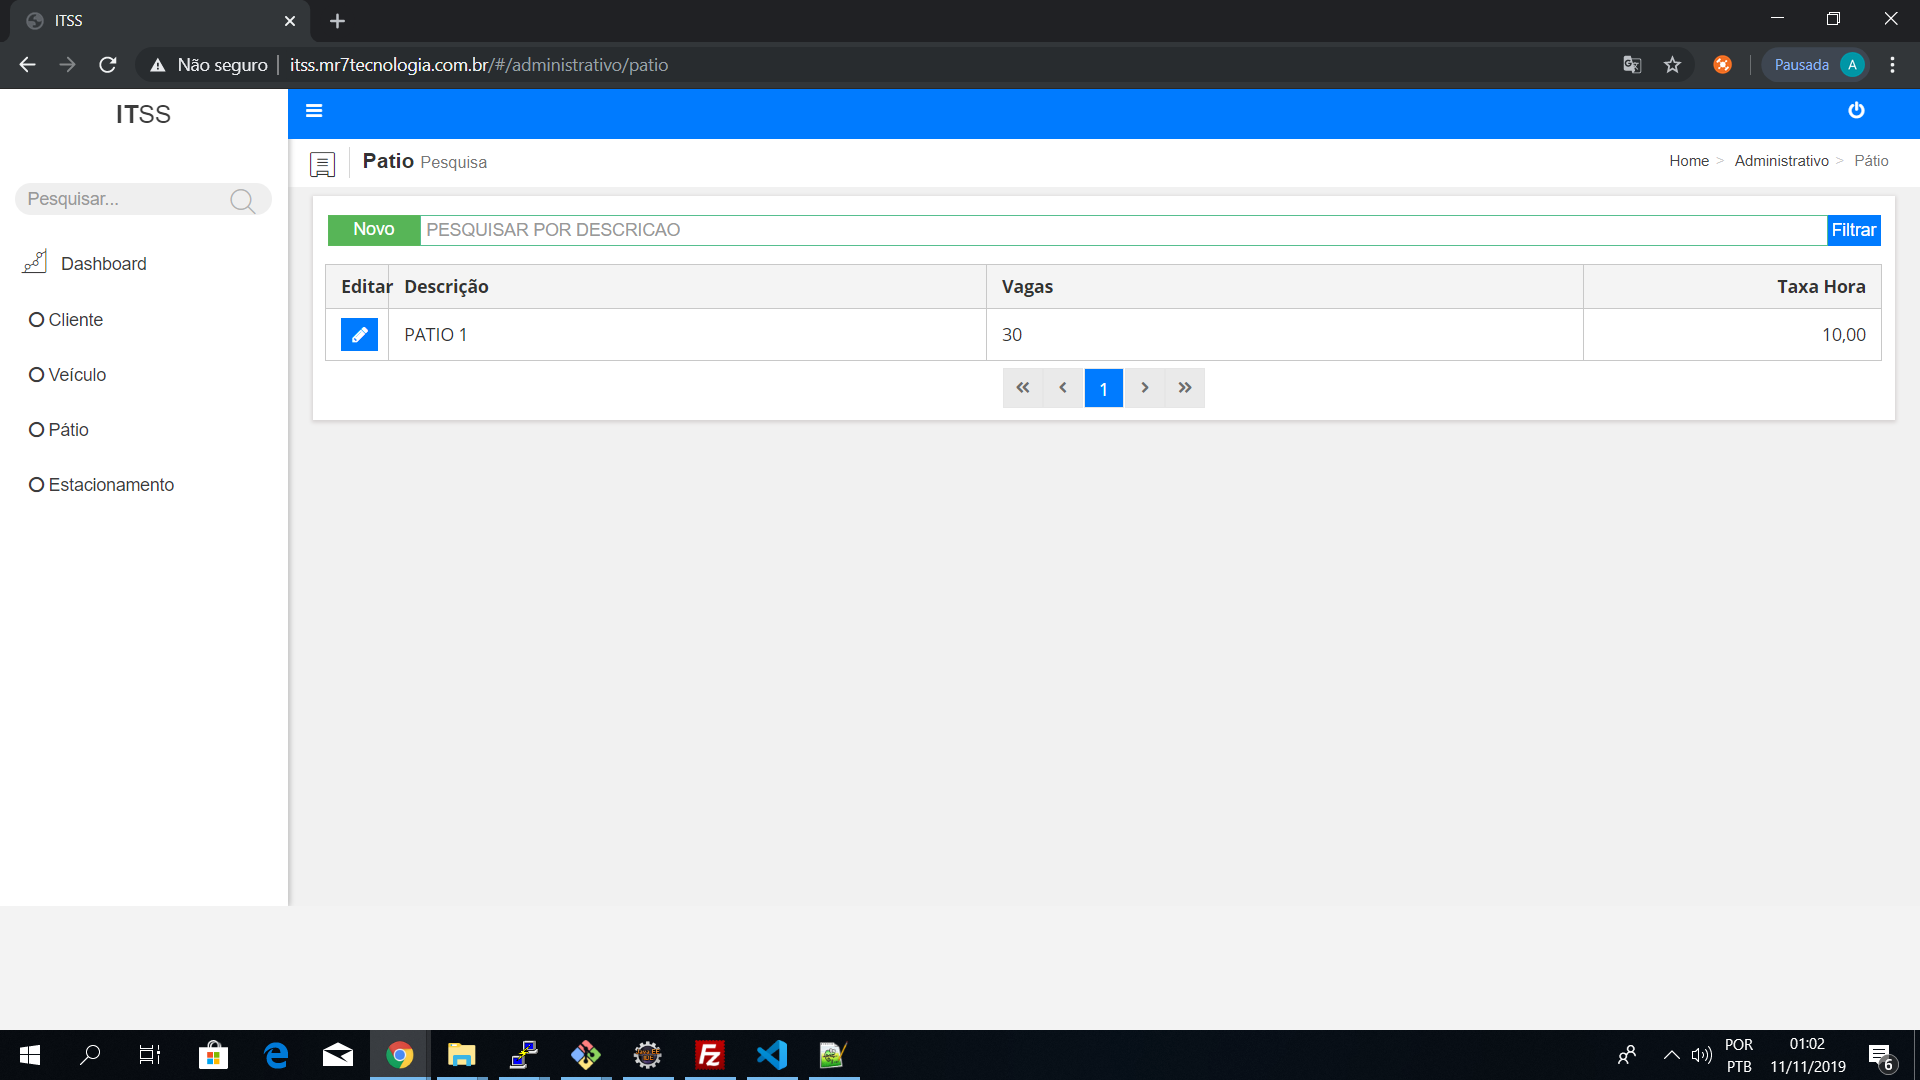 ITSS
Não seguro
itss.mr7tecnologia.com.br/#/administrativo/patio
Pausada A
ITSS
Patio Pesquisa
Home > Administrativo > Pátio
Pesquisar...
Novo PESQUISAR POR DESCRICAO Filtrar
Dashboard
Cliente
Veículo
Pátio
Estacionamento
Editar Descrição Vagas Taxa Hora
PATIO 1 30 10,00
« ‹ 1 › »
POR 01:02
PTB 11/11/2019 6